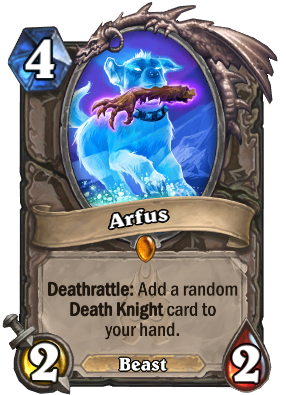 4
Arfus
Deathrattle: Add a random
Death Knight card to
your hand.
2
Beast
2